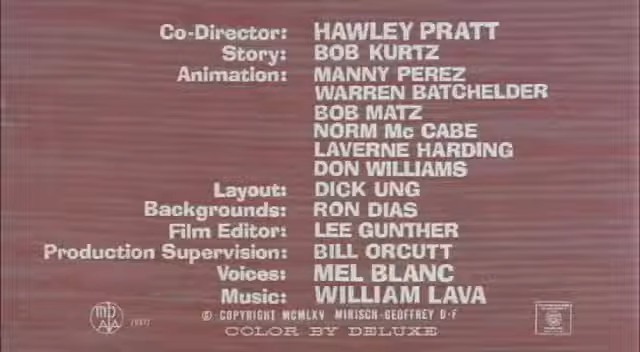 Co-Director: HAWLEY PRATT
Story: BOB KURTZ
Animation: MANNY PEREZ
WARREN BATCHELDER
BOB MATZ
NORM Mc CABE
LAVERNE HARDING
DON WILLIAMS
Layout: DICK UNG
Backgrounds: RON DIAS
Film Editor: LEE GUNTHER
Production Supervision: BILL ORCUTT
Voices: MEL BLANC
Music: WILLIAM LAVA
© COPYRIGHT MCMLXV MIRISCH-GEOFFREY D-F
COLOR BY DELUXE